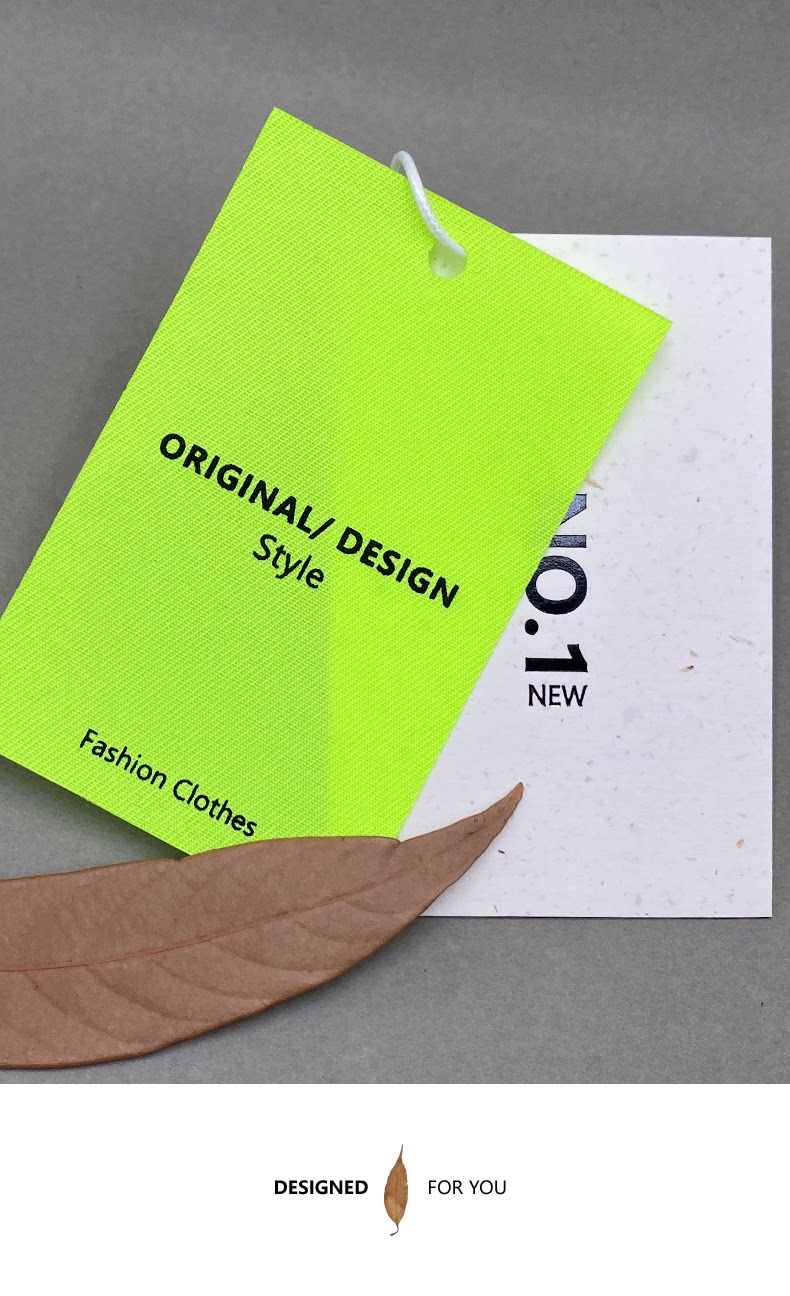 ORIGINAL/ DESIGN
Style
Fashion Clothes
NO.1
NEW
DESIGNED FOR YOU